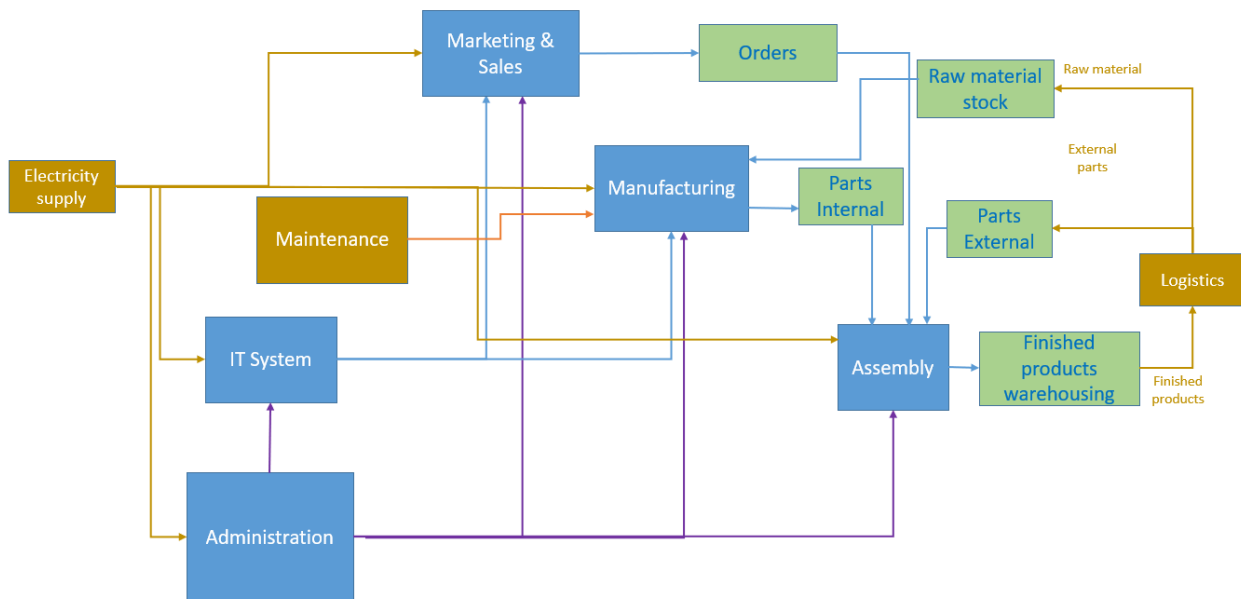 Marketing &
Sales
Orders
Raw material
stock
Raw material
External
parts
Electricity
supply
Manufacturing
Parts
Internal
Maintenance
Parts
External
Logistics
IT System
Assembly
Finished
products
warehousing
Finished
products
Administration